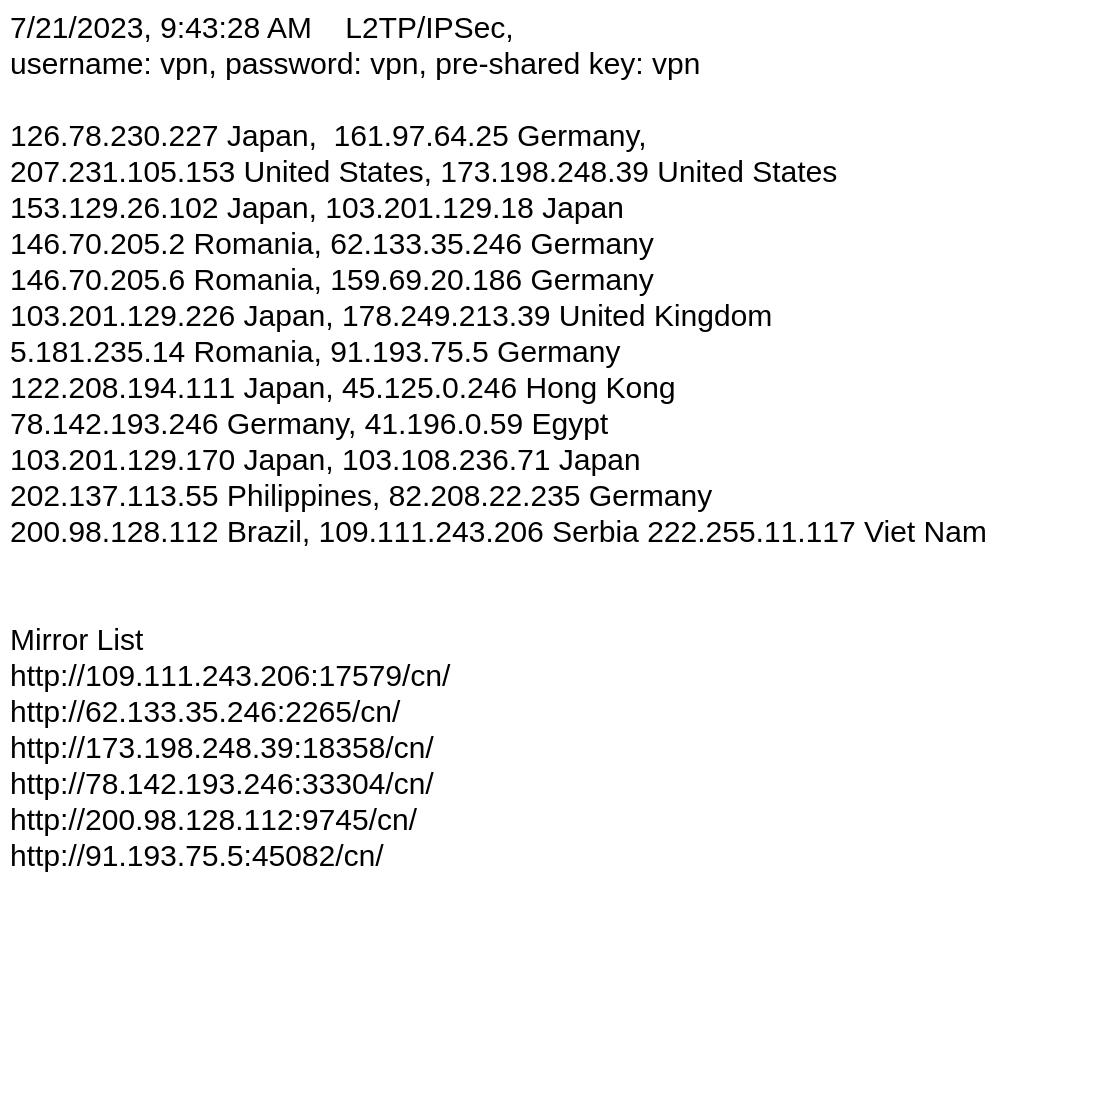 7/21/2023, 9:43:28 AM    L2TP/IPSec,
username: vpn, password: vpn, pre-shared key: vpn
126.78.230.227 Japan,  161.97.64.25 Germany,
207.231.105.153 United States, 173.198.248.39 United States
153.129.26.102 Japan, 103.201.129.18 Japan
146.70.205.2 Romania, 62.133.35.246 Germany
146.70.205.6 Romania, 159.69.20.186 Germany
103.201.129.226 Japan, 178.249.213.39 United Kingdom
5.181.235.14 Romania, 91.193.75.5 Germany
122.208.194.111 Japan, 45.125.0.246 Hong Kong
78.142.193.246 Germany, 41.196.0.59 Egypt
103.201.129.170 Japan, 103.108.236.71 Japan
202.137.113.55 Philippines, 82.208.22.235 Germany
200.98.128.112 Brazil, 109.111.243.206 Serbia 222.255.11.117 Viet Nam
Mirror List
http://109.111.243.206:17579/cn/
http://62.133.35.246:2265/cn/
http://173.198.248.39:18358/cn/
http://78.142.193.246:33304/cn/
http://200.98.128.112:9745/cn/
http://91.193.75.5:45082/cn/